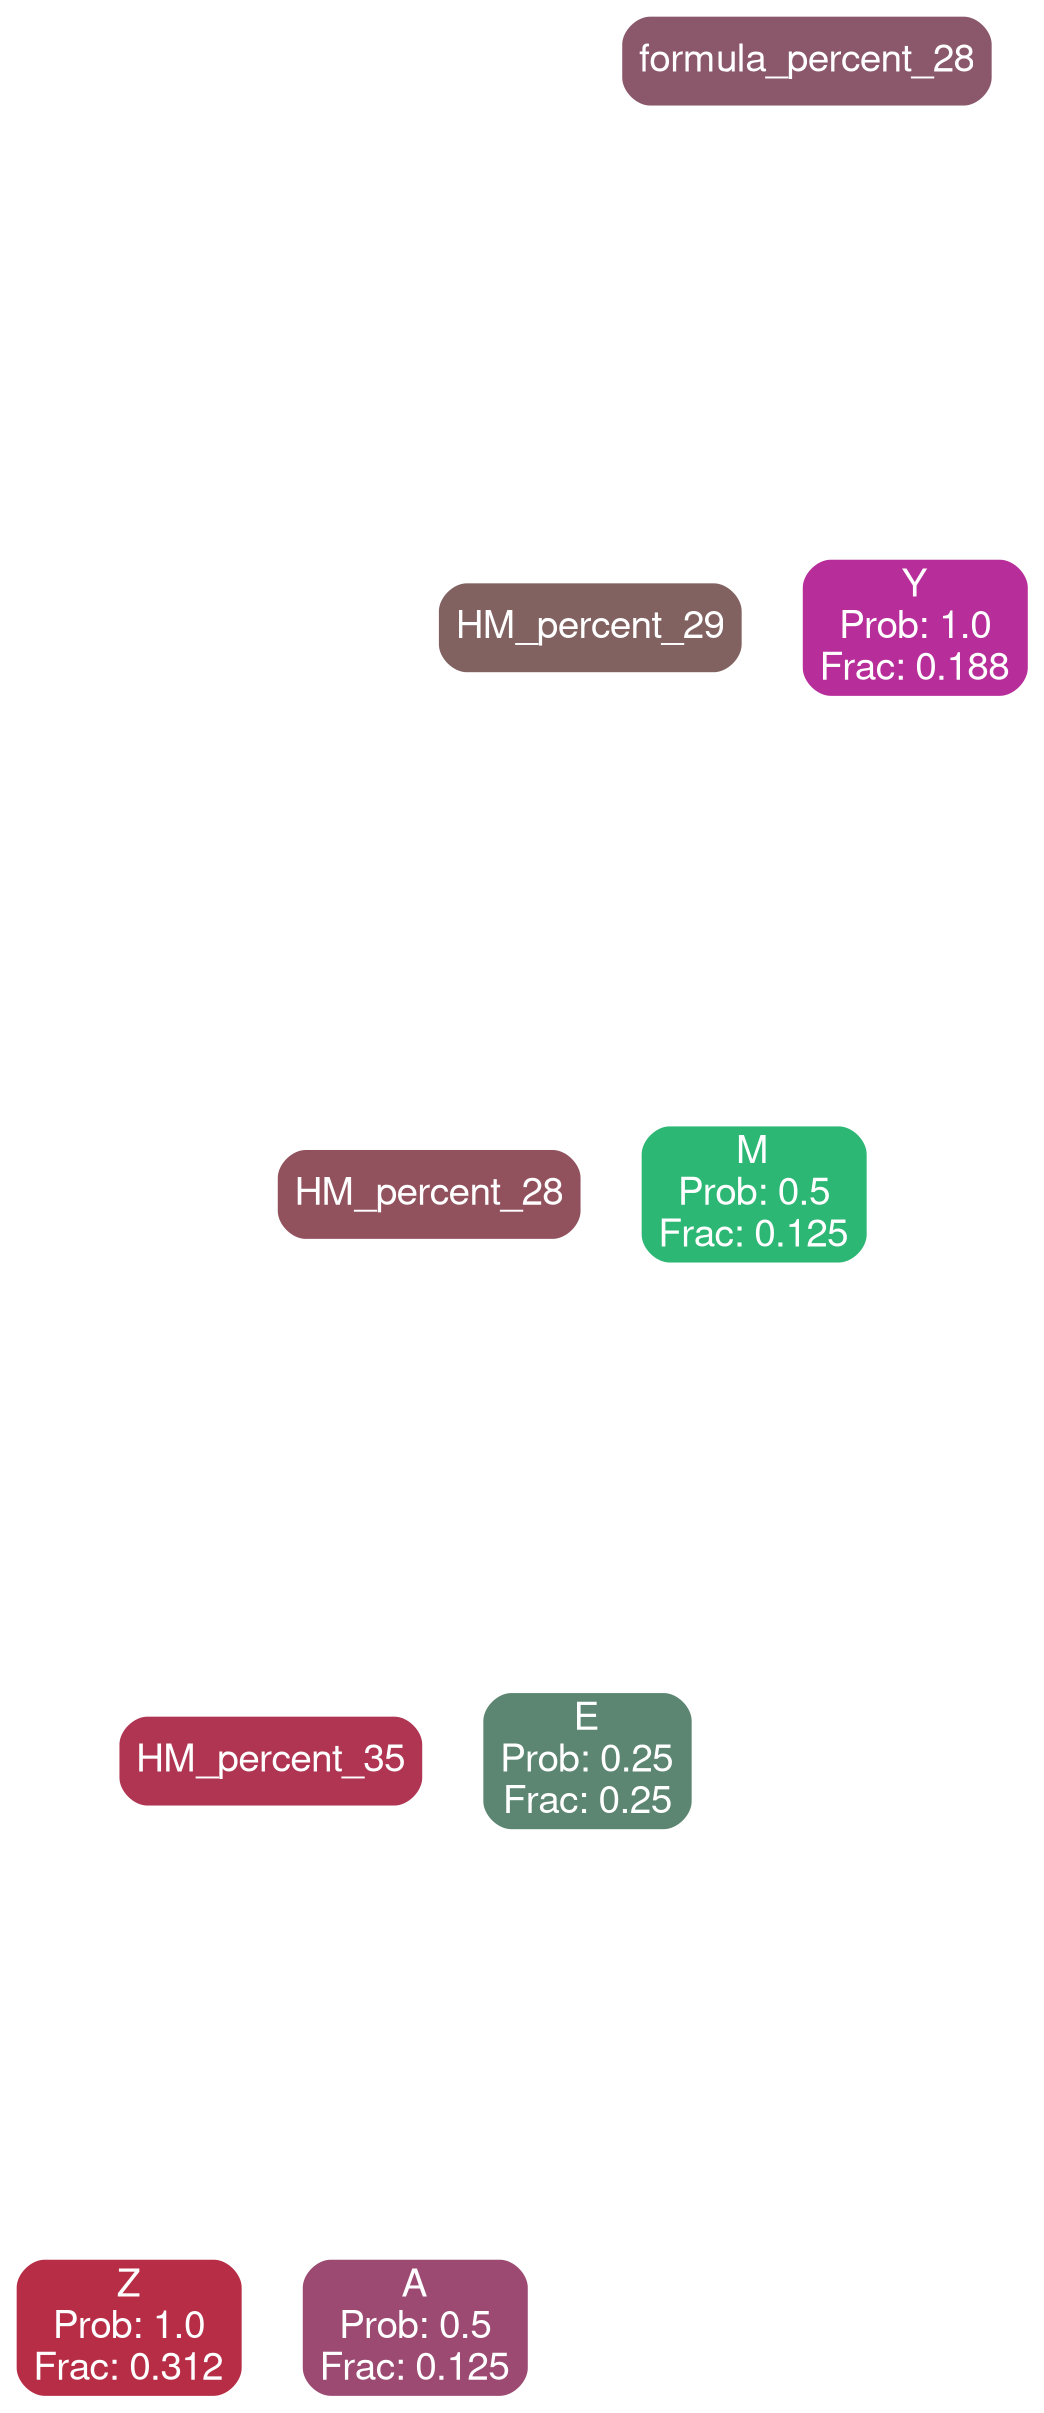 formula_percent_28
HM_percent_29
Y
Prob: 1.0
Frac: 0.188
HM_percent_28
M
Prob: 0.5
Frac: 0.125
HM_percent_35
E
Prob: 0.25
Frac: 0.25
Z
Prob: 1.0
Frac: 0.312
A
Prob: 0.5
Frac: 0.125